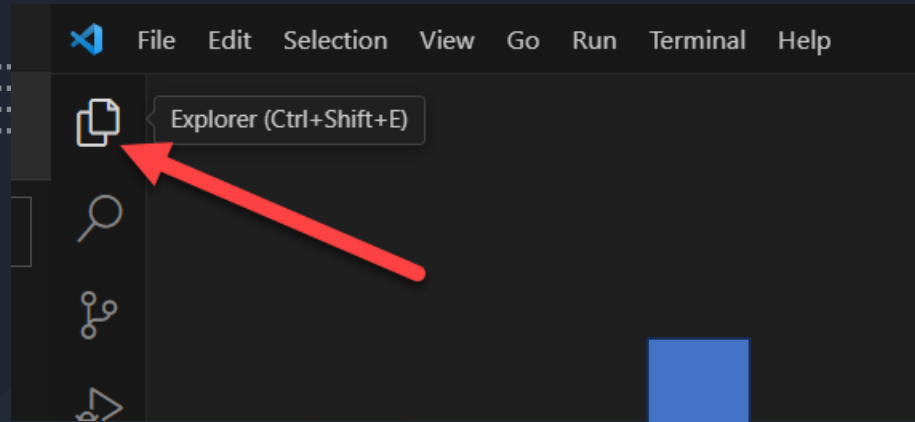 File Edit Selection View Go Run Terminal Help
Explorer (Ctrl+Shift+E)